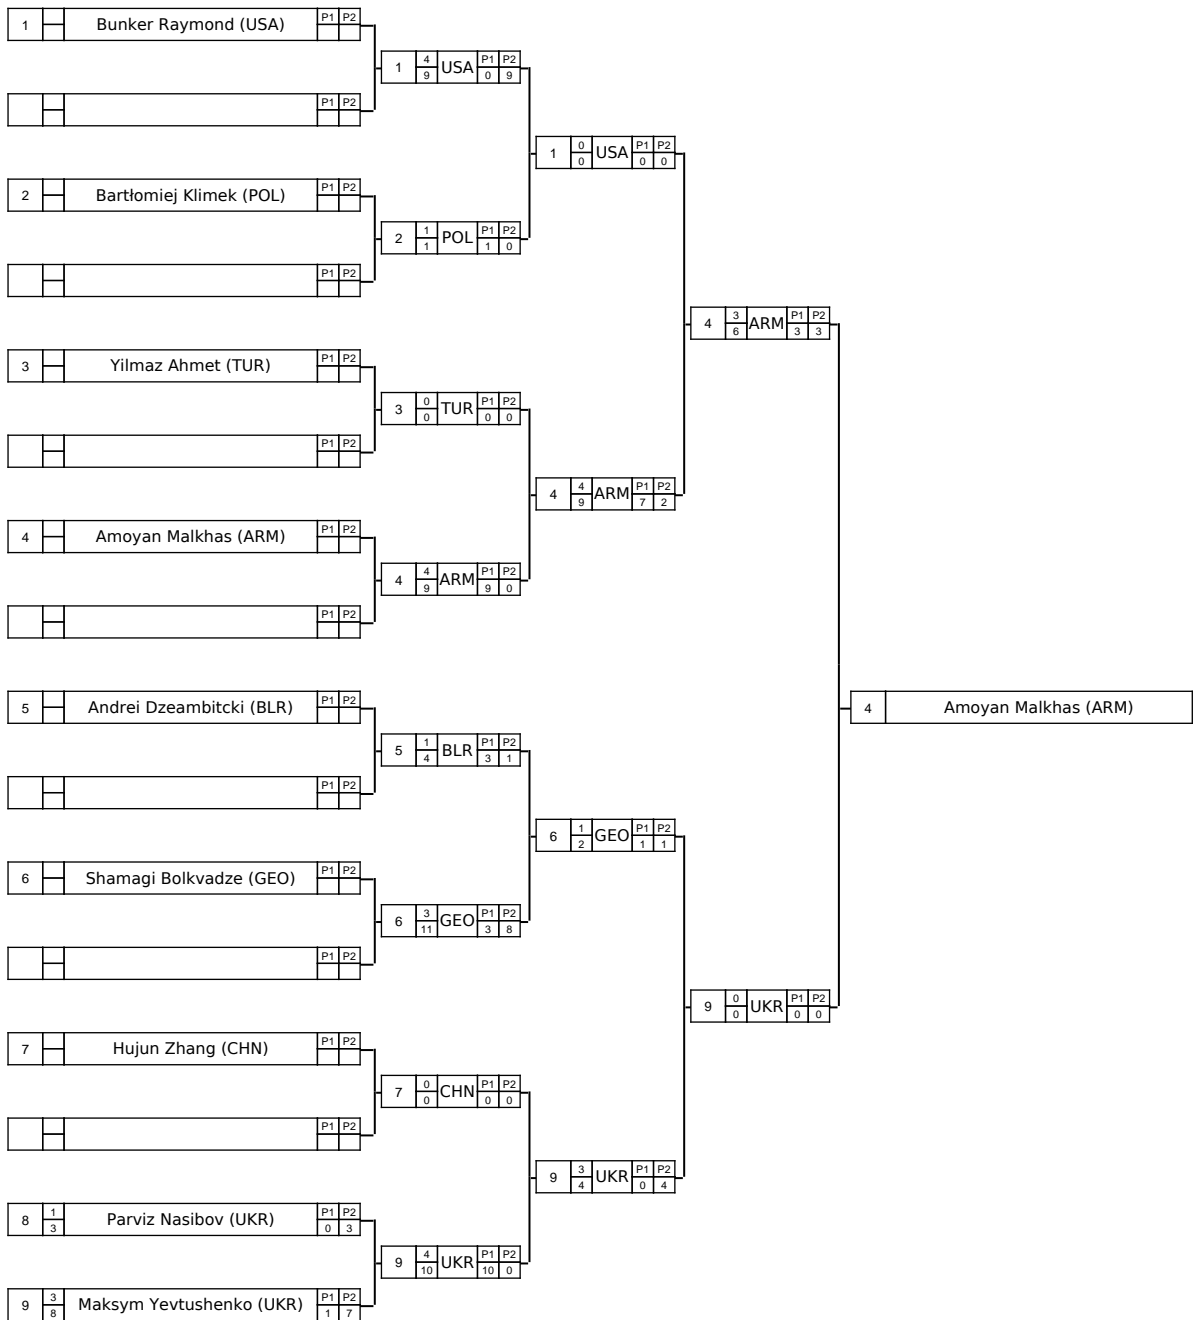 1 Bunker Raymond (USA) P1 P2
1 4 9 USA P1 P2 0 9
P1 P2
1 0 0 USA P1 P2 0 0
2 Bartłomiej Klimek (POL) P1 P2
2 1 1 POL P1 P2 1 0
P1 P2
4 3 6 ARM P1 P2 3 3
3 Yilmaz Ahmet (TUR) P1 P2
3 0 0 TUR P1 P2 0 0
P1 P2
4 4 9 ARM P1 P2 7 2
4 Amoyan Malkhas (ARM) P1 P2
4 4 9 ARM P1 P2 9 0
P1 P2
5 Andrei Dzeambitcki (BLR) P1 P2
4 Amoyan Malkhas (ARM)
5 1 4 BLR P1 P2 3 1
P1 P2
6 1 2 GEO P1 P2 1 1
6 Shamagi Bolkvadze (GEO) P1 P2
6 3 11 GEO P1 P2 3 8
P1 P2
9 0 0 UKR P1 P2 0 0
7 Hujun Zhang (CHN) P1 P2
7 0 0 CHN P1 P2 0 0
P1 P2
9 3 4 UKR P1 P2 0 4
8 1 3 Parviz Nasibov (UKR) P1 P2 0 3
9 4 10 UKR P1 P2 10 0
9 3 8 Maksym Yevtushenko (UKR) P1 P2 1 7